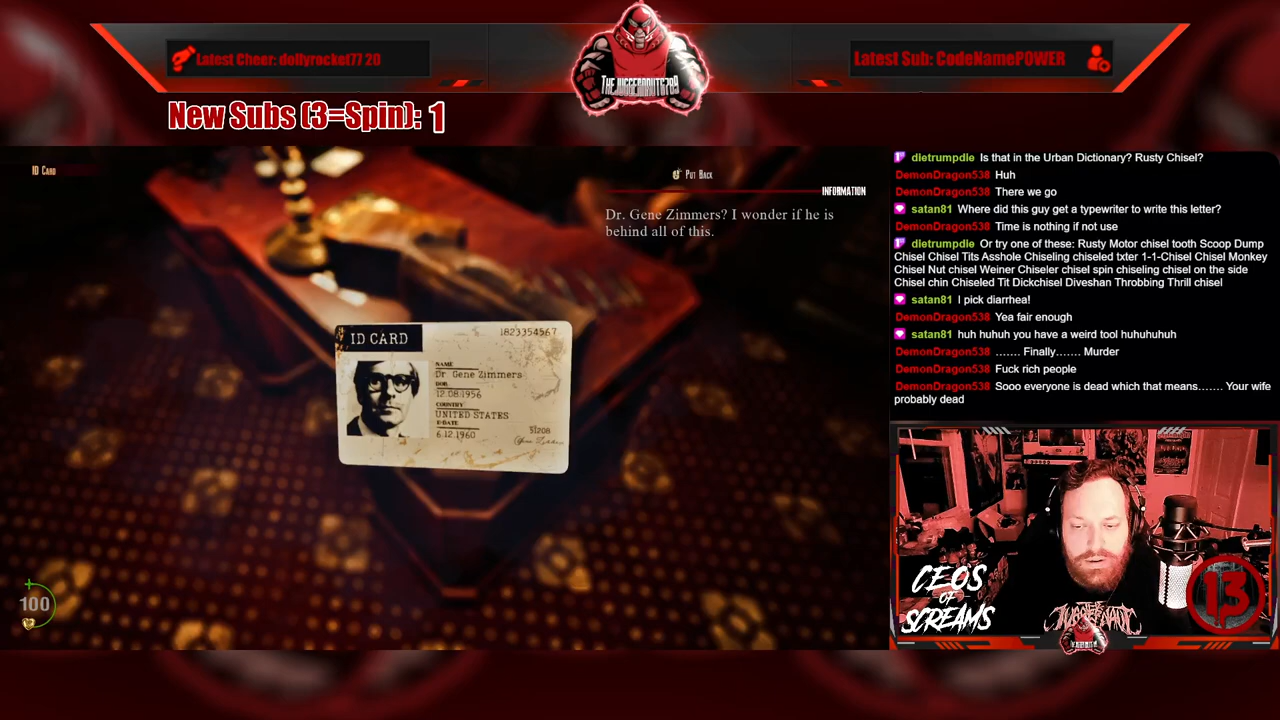 Latest Cheer: dollyrocket77 20
THEJUGGERNAUT6789
Latest Sub: CodeNamePOWER
New Subs (3=Spin): 1
ID Card
Put Back
INFORMATION
Dr. Gene Zimmers? I wonder if he is
behind all of this.
ID CARD
1823354567
NAME
Dr Gene Zimmers
DOB.
12.08.1956
COUNTRY
UNITED STATES
6.12.1960
31208
100
dietrumpdie Is that in the Urban Dictionary? Rusty Chisel?
DemonDragon538 Huh
DemonDragon538 There we go
satan81 Where did this guy get a typewriter to write this letter?
DemonDragon538 Time is nothing if not use
dietrumpdie Or try one of these: Rusty Motor chisel tooth Scoop Dump
Chisel Chisel Tits Asshole Chiseling chiseled txter 1-1-Chisel Chisel Monkey
Chisel Nut chisel Weiner Chiseler chisel spin chiseling chisel on the side
Chisel chin Chiseled Tit Dickchisel Diveshan Throbbing Thrill chisel
satan81 I pick diarrhea!
DemonDragon538 Yea fair enough
satan81 huh huhuh you have a weird tool huhuhuhuh
DemonDragon538 ....... Finally....... Murder
DemonDragon538 Fuck rich people
DemonDragon538 Sooo everyone is dead which that means....... Your wife
probably dead
CEOS
OF
SCREAMS
13
JUGGERNAUT